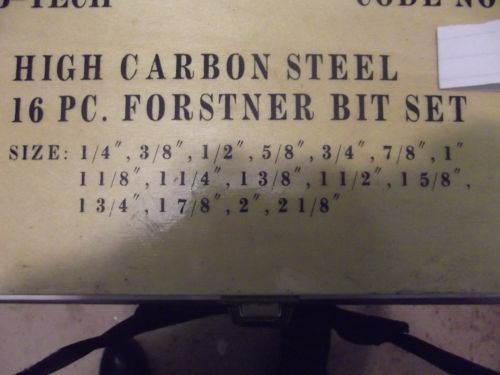 -TECH CODE NO
HIGH CARBON STEEL
16 PC. FORSTNER BIT SET
SIZE: 1/4", 3/8", 1/2", 5/8", 3/4", 7/8", 1"
1 1/8", 1 1/4", 1 3/8", 1 1/2", 1 5/8",
1 3/4", 1 7/8", 2", 2 1/8"